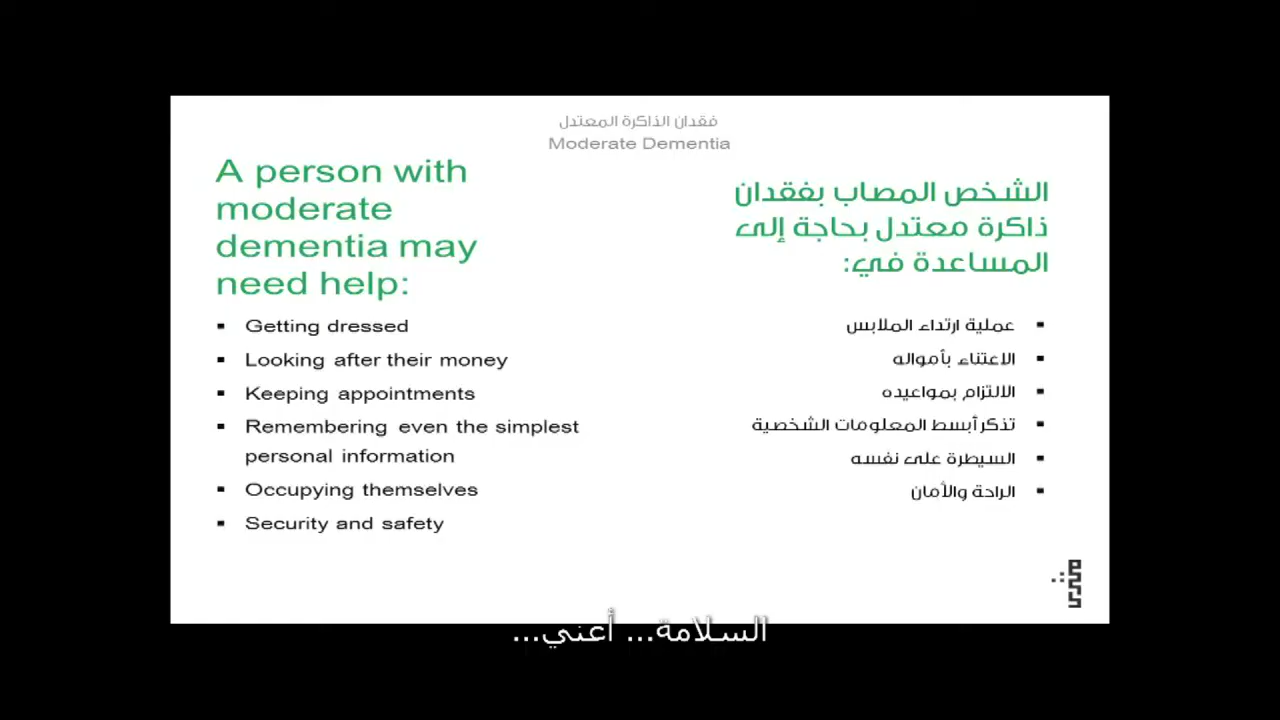 فقدان الذاكرة المعتدل
Moderate Dementia
A person with
moderate
dementia may
need help:
▪ Getting dressed
▪ Looking after their money
▪ Keeping appointments
▪ Remembering even the simplest
personal information
▪ Occupying themselves
▪ Security and safety
الشخص المصاب بفقدان
ذاكرة معتدل بحاجة إلى
المساعدة في:
▪ عملية ارتداء الملابس
▪ الاعتناء بأمواله
▪ الالتزام بمواعيده
▪ تذكر أبسط المعلومات الشخصية
▪ السيطرة على نفسه
▪ الراحة والأمان
السلامة... أعني...